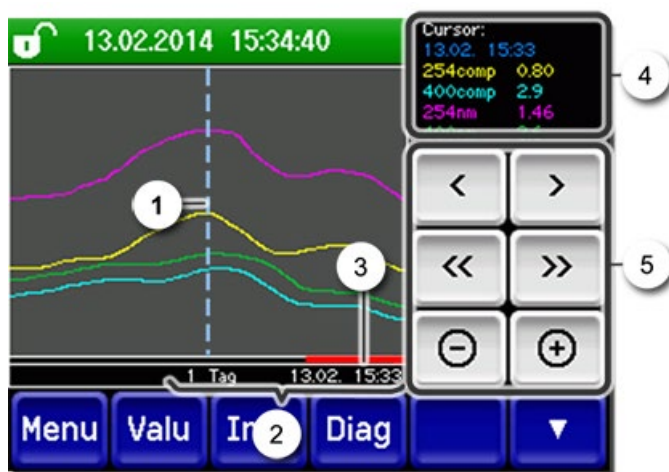 13.02.2014 15:34:40
Cursor:
13.02. 15:33
254comp 0.80
400comp 2.9
254nm 1.46
4
1
3
< >
<< >>
5
1 Tag 13.02. 15:33
Menu Valu Diag
2